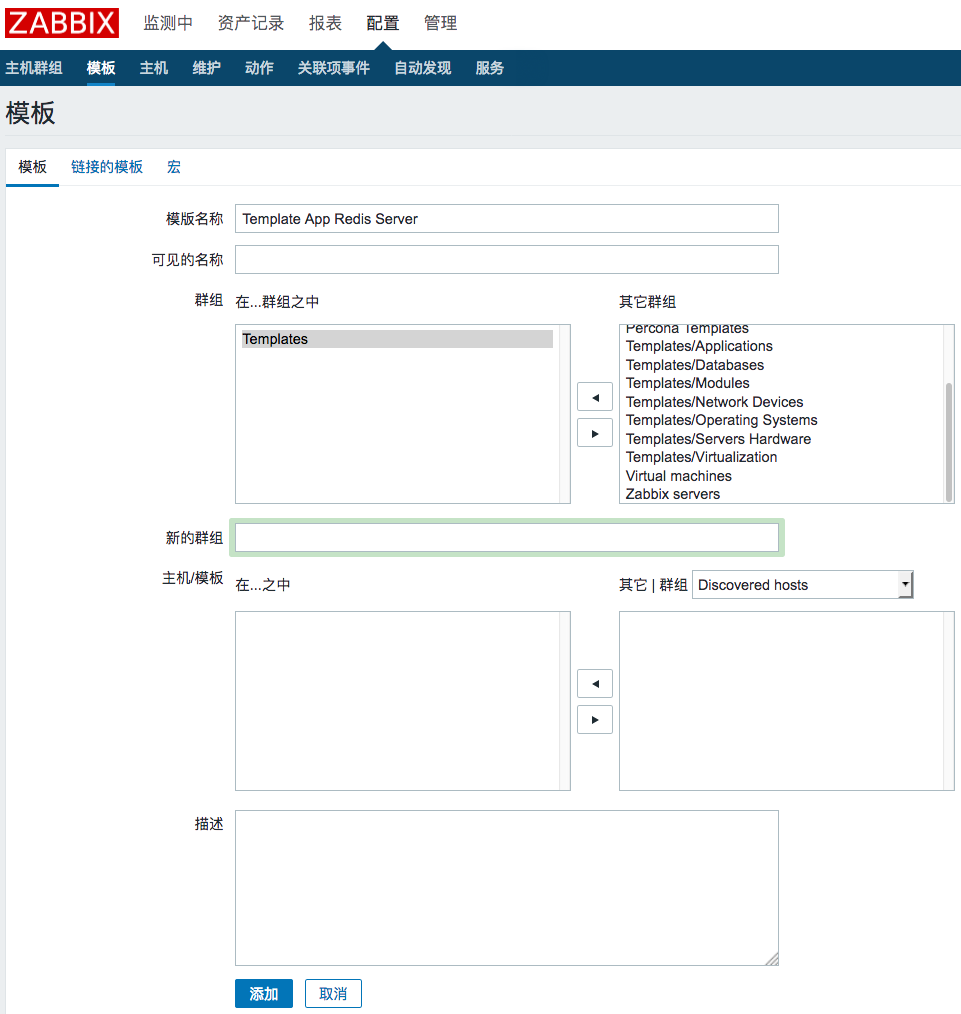 ZABBIX 监测中 资产记录 报表 配置 管理
主机群组 模板 主机 维护 动作 关联项事件 自动发现 服务
模板
模板 链接的模板 宏
模版名称 Template App Redis Server
可见的名称
群组 在...群组之中 其它群组
Templates
Percona Templates
Templates/Applications
Templates/Databases
Templates/Modules
Templates/Network Devices
Templates/Operating Systems
Templates/Servers Hardware
Templates/Virtualization
Virtual machines
Zabbix servers
新的群组
主机/模板 在...之中 其它 | 群组 Discovered hosts
描述
添加 取消